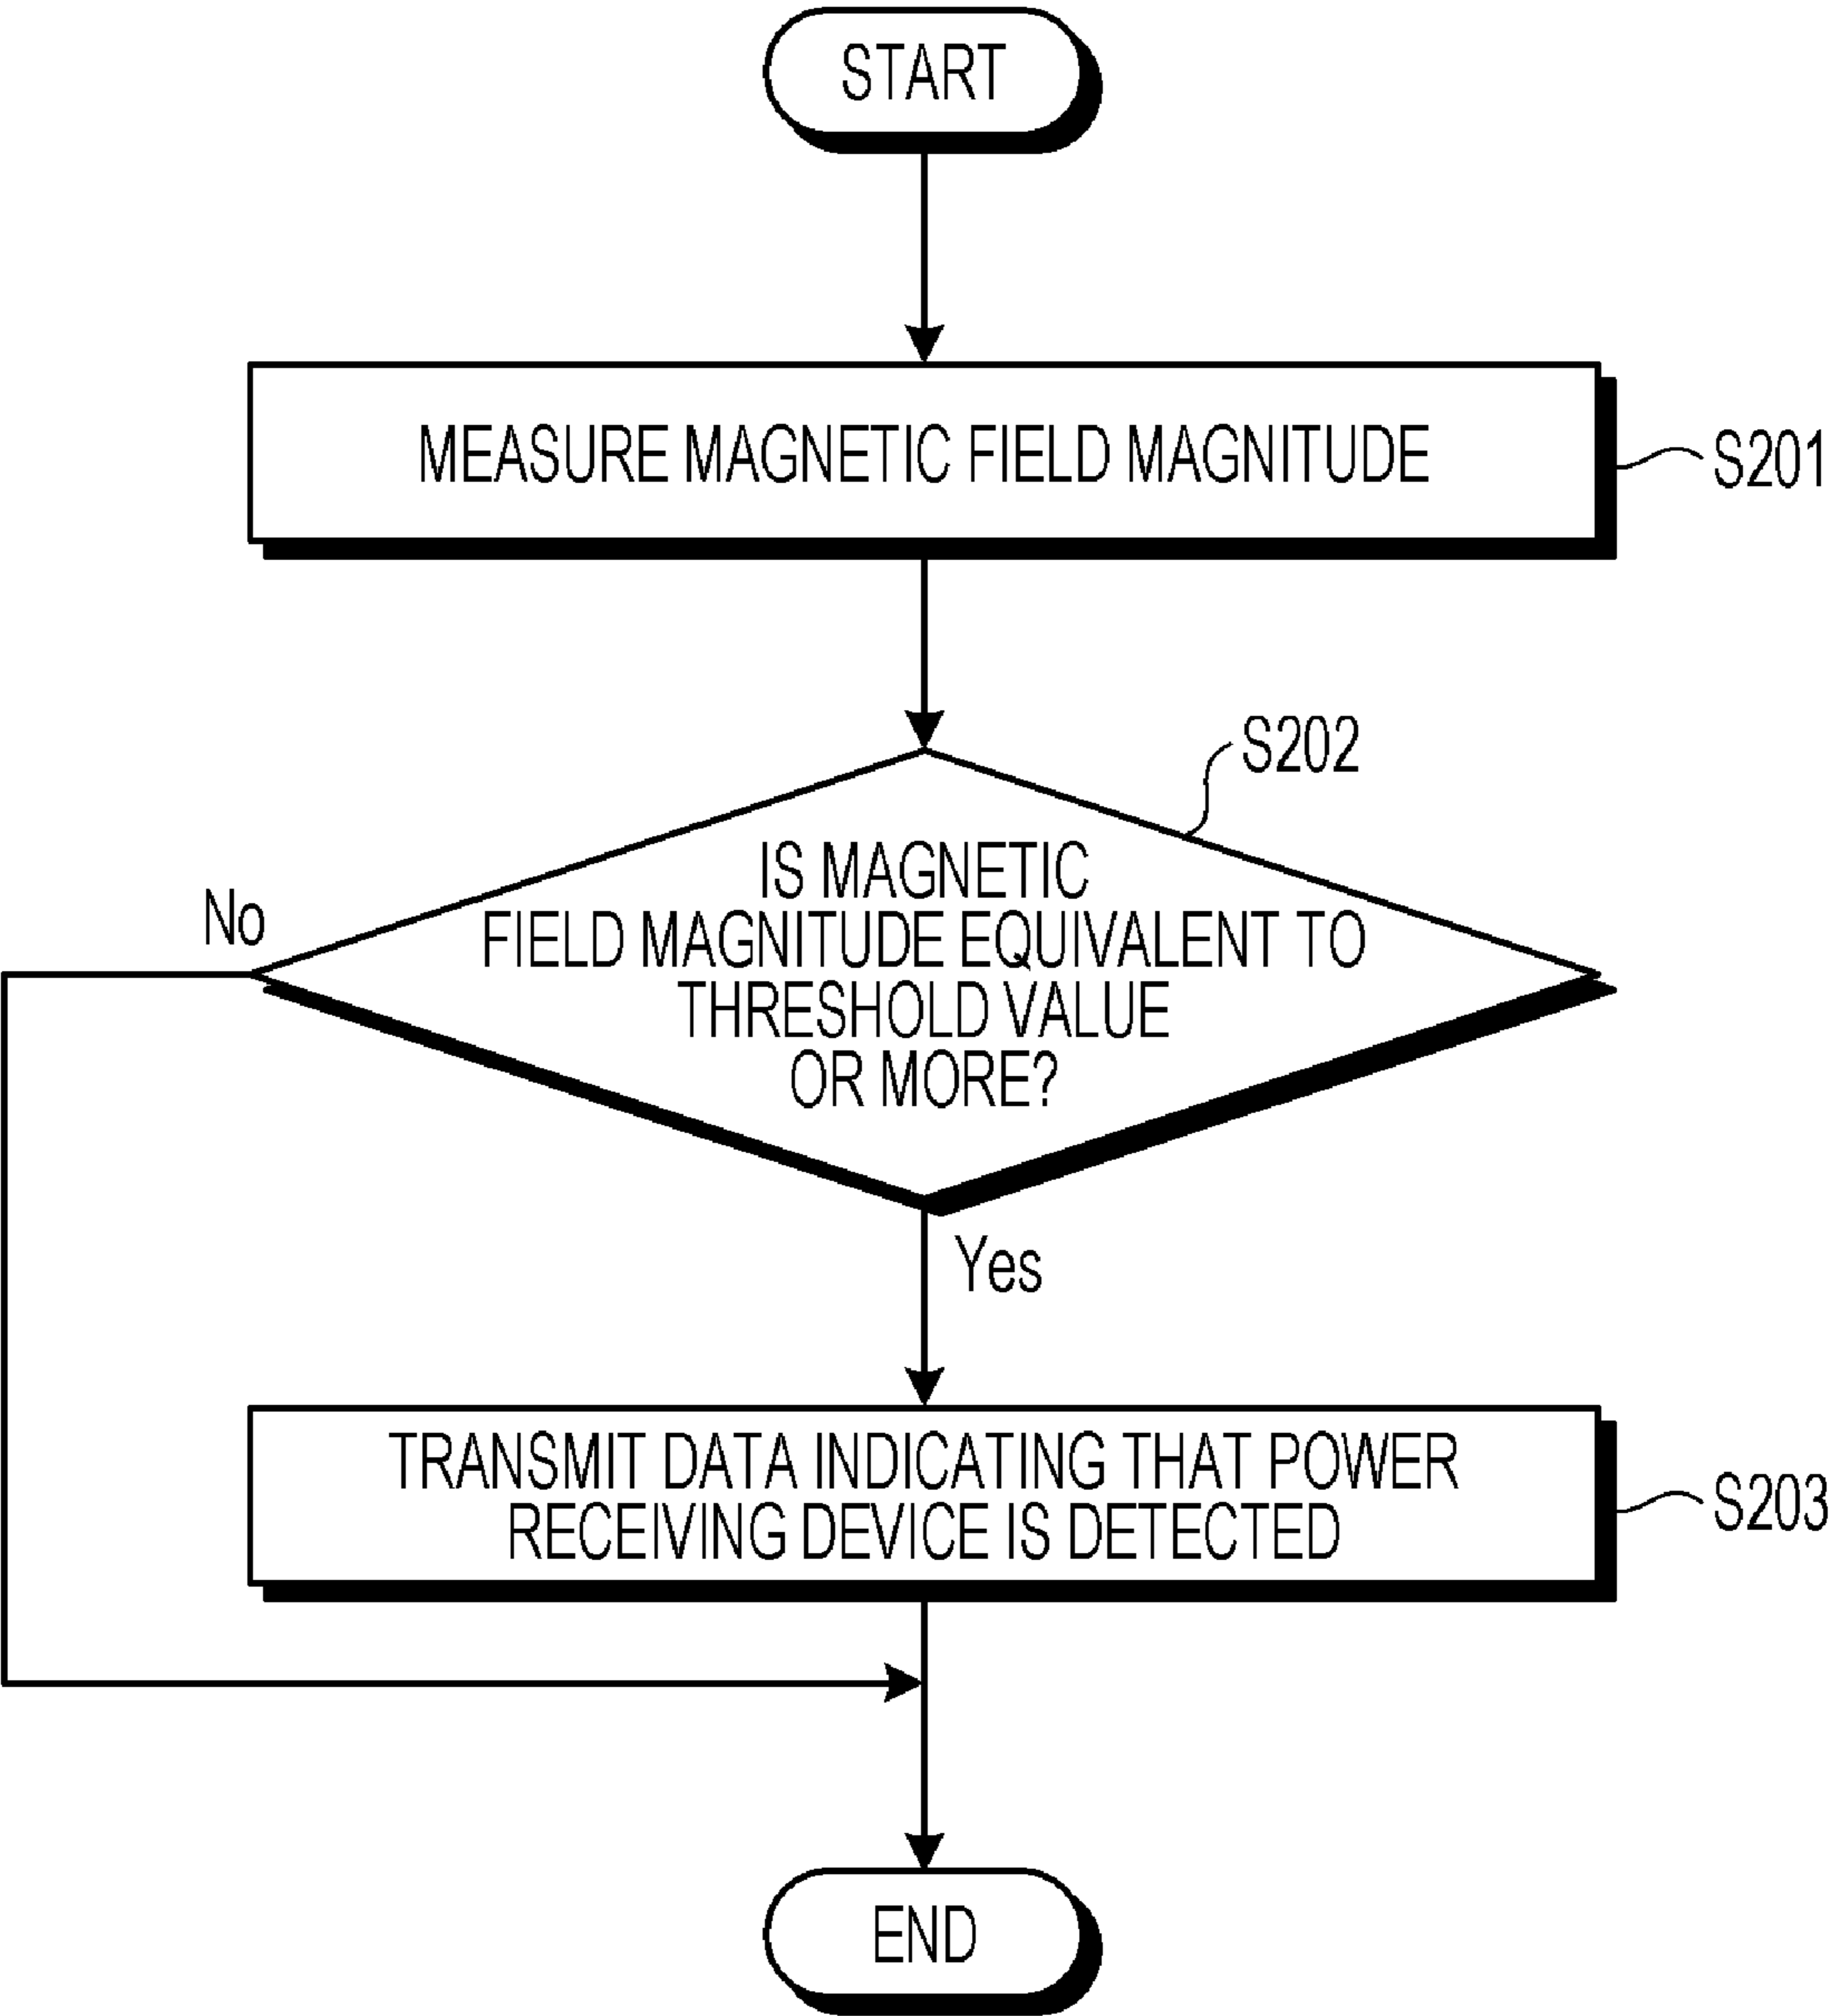 START
MEASURE MAGNETIC FIELD MAGNITUDE
S201
S202
IS MAGNETIC
FIELD MAGNITUDE EQUIVALENT TO
THRESHOLD VALUE
OR MORE?
No
Yes
TRANSMIT DATA INDICATING THAT POWER
RECEIVING DEVICE IS DETECTED
S203
END